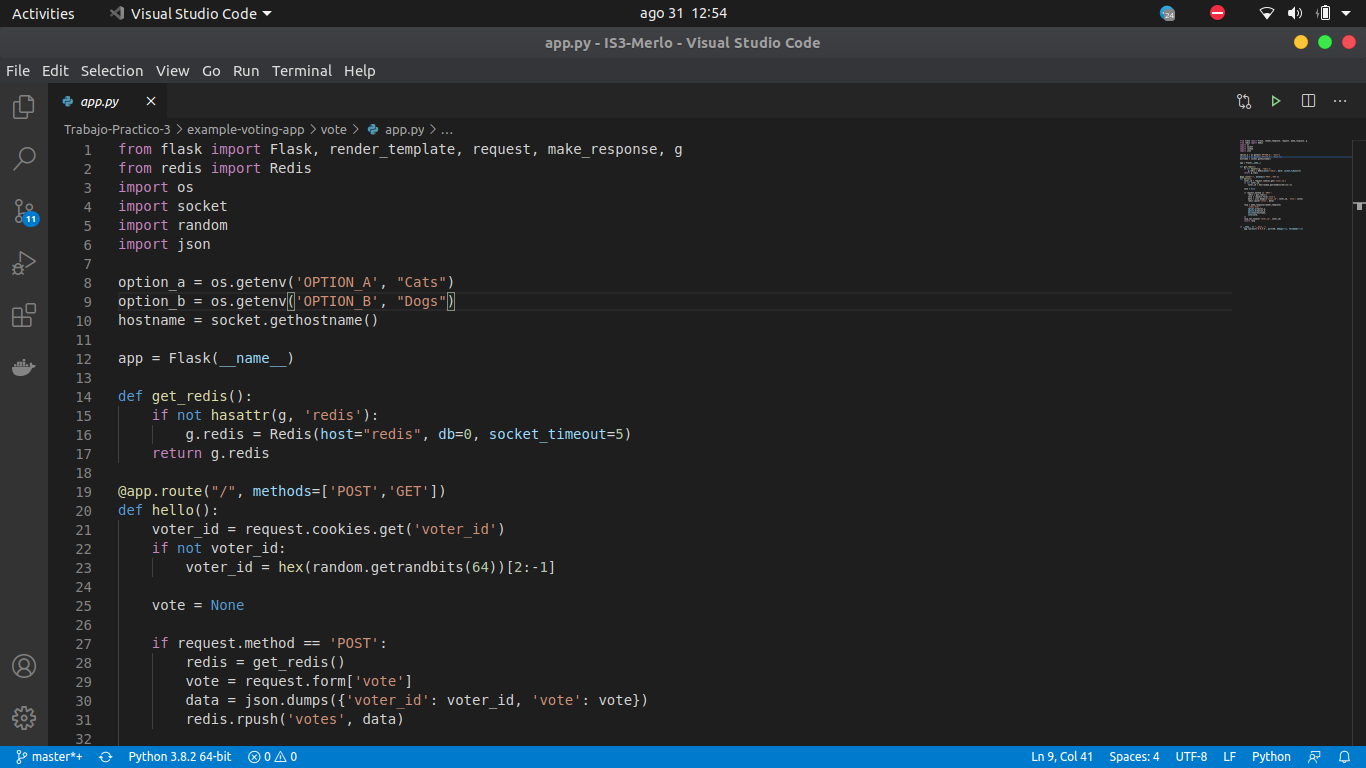 Activities Visual Studio Code ago 31 12:54 24
app.py - IS3-Merlo - Visual Studio Code
File Edit Selection View Go Run Terminal Help
app.py
Trabajo-Practico-3 > example-voting-app > vote > app.py > ...
1 from flask import Flask, render_template, request, make_response, g
2 from redis import Redis
3 import os
4 import socket
5 import random
6 import json
7
8 option_a = os.getenv('OPTION_A', "Cats")
9 option_b = os.getenv('OPTION_B', "Dogs")
10 hostname = socket.gethostname()
11
12 app = Flask(__name__)
13
14 def get_redis():
15     if not hasattr(g, 'redis'):
16         g.redis = Redis(host="redis", db=0, socket_timeout=5)
17     return g.redis
18
19 @app.route("/", methods=['POST','GET'])
20 def hello():
21     voter_id = request.cookies.get('voter_id')
22     if not voter_id:
23         voter_id = hex(random.getrandbits(64))[2:-1]
24
25     vote = None
26
27     if request.method == 'POST':
28         redis = get_redis()
29         vote = request.form['vote']
30         data = json.dumps({'voter_id': voter_id, 'vote': vote})
31         redis.rpush('votes', data)
32
11
master*+ Python 3.8.2 64-bit 0 0 Ln 9, Col 41 Spaces: 4 UTF-8 LF Python